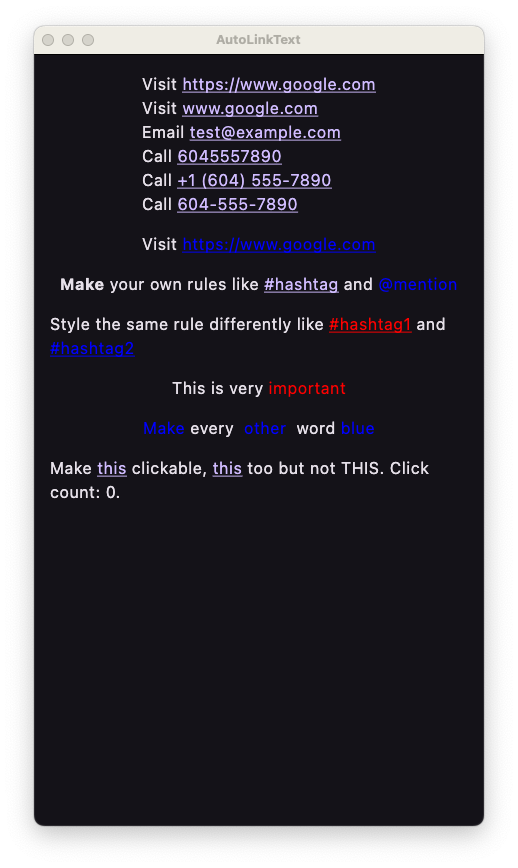 AutoLinkText
Visit https://www.google.com
Visit www.google.com
Email test@example.com
Call 6045557890
Call +1 (604) 555-7890
Call 604-555-7890
Visit https://www.google.com
Make your own rules like #hashtag and @mention
Style the same rule differently like #hashtag1 and
#hashtag2
This is very important
Make every other word blue
Make this clickable, this too but not THIS. Click
count: 0.